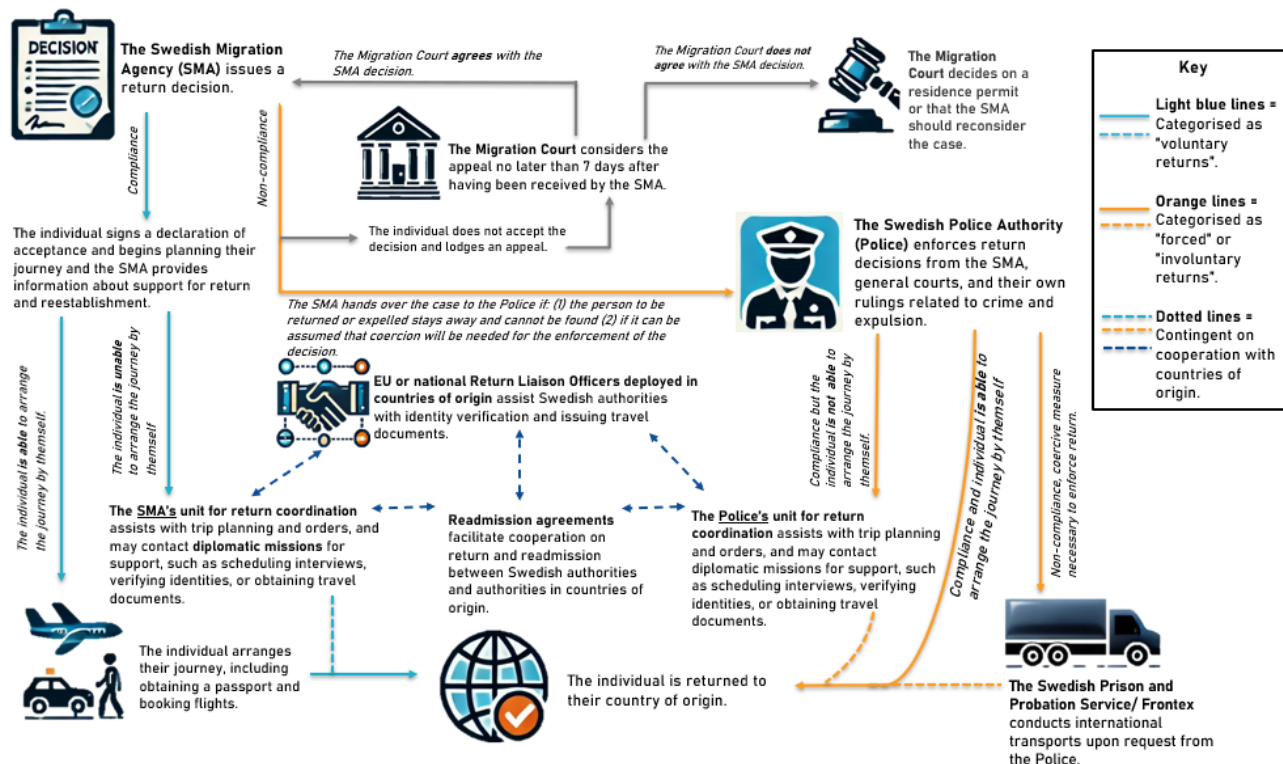 DECISION
The Swedish Migration
Agency (SMA) issues a
return decision.
The Migration Court agrees with the
SMA decision.
The Migration Court does not
agree with the SMA decision.
The Migration
Court decides on a
residence permit
or that the SMA
should reconsider
the case.
Compliance
Non-compliance
The Migration Court considers the
appeal no later than 7 days after
having been received by the SMA.
The individual does not accept the
decision and lodges an appeal.
The individual signs a declaration of
acceptance and begins planning their
journey and the SMA provides
information about support for return
and reestablishment.
The Swedish Police Authority
(Police) enforces return
decisions from the SMA,
general courts, and their own
rulings related to crime and
expulsion.
The SMA hands over the case to the Police if: (1) the person to be
returned or expelled stays away and cannot be found (2) if it can be
assumed that coercion will be needed for the enforcement of the
decision.
EU or national Return Liaison Officers deployed in
countries of origin assist Swedish authorities
with identity verification and issuing travel
documents.
The individual is able to arrange
the journey by themself.
The individual is unable
to arrange the journey by
themself
Compliance but the
individual is not able to
arrange the journey by
themself.
Compliance and individual is able to
arrange the journey by themself
Non-compliance, coercive measure
necessary to enforce return.
The SMA's unit for return coordination
assists with trip planning and orders, and
may contact diplomatic missions for
support, such as scheduling interviews,
verifying identities, or obtaining travel
documents.
Readmission agreements
facilitate cooperation on
return and readmission
between Swedish authorities
and authorities in countries of
origin.
The Police's unit for return
coordination assists with trip planning
and orders, and may contact
diplomatic missions for support, such
as scheduling interviews, verifying
identities, or obtaining travel
documents.
The individual arranges
their journey, including
obtaining a passport and
booking flights.
The individual is returned to
their country of origin.
The Swedish Prison and
Probation Service/ Frontex
conducts international
transports upon request from
the Police.
Key
Light blue lines =
Categorised as
"voluntary
returns".
Orange lines =
Categorised as
"forced" or
"involuntary
returns".
Dotted lines =
Contingent on
cooperation with
countries of
origin.